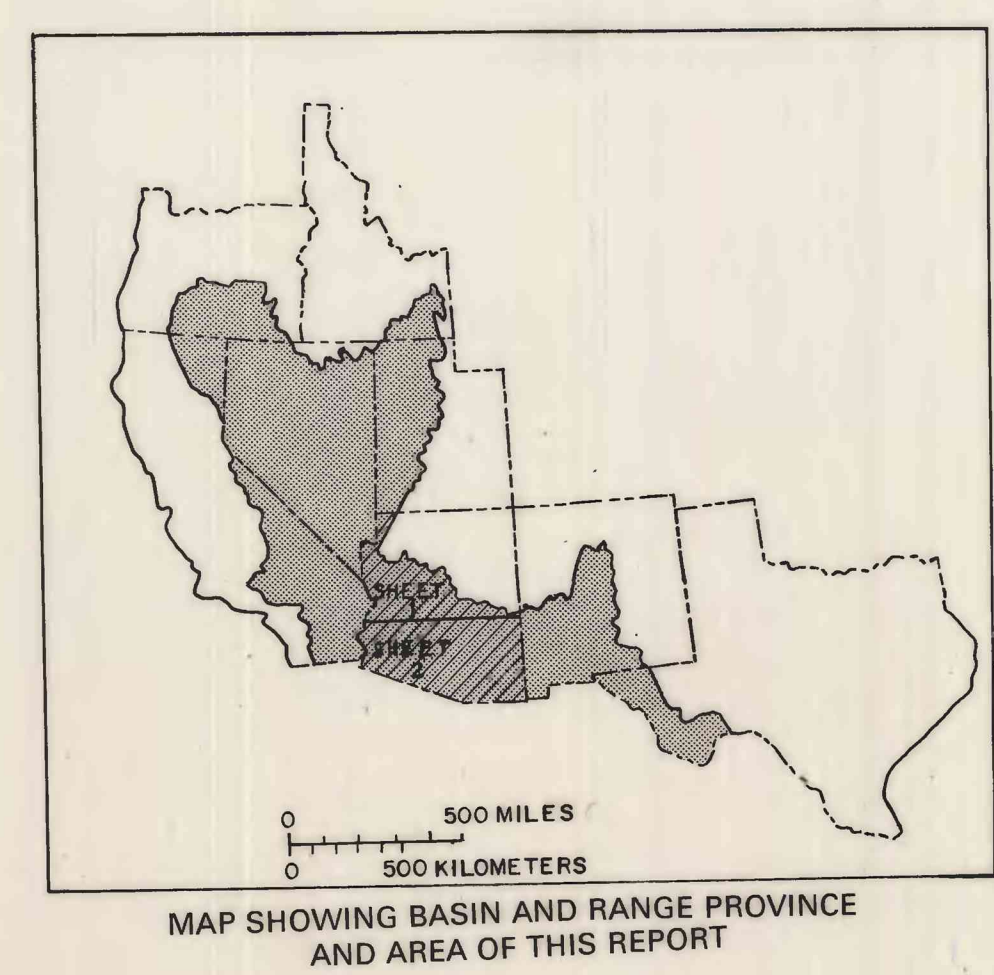 SHEET
1
SHEET
2
0 500 MILES
0 500 KILOMETERS
MAP SHOWING BASIN AND RANGE PROVINCE
AND AREA OF THIS REPORT